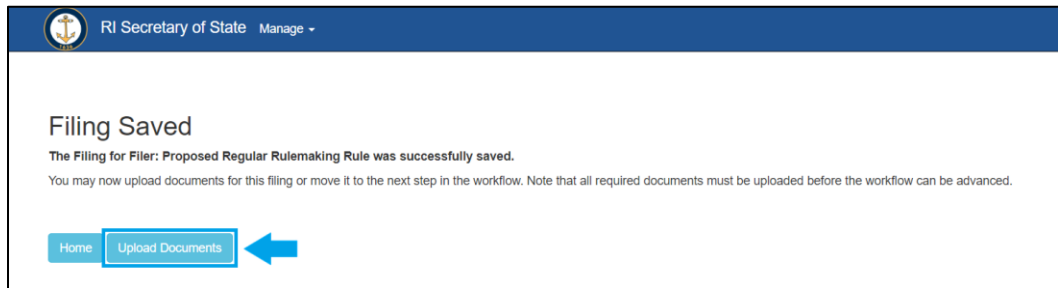 RI Secretary of State Manage
Filing Saved
The Filing for Filer: Proposed Regular Rulemaking Rule was successfully saved.
You may now upload documents for this filing or move it to the next step in the workflow. Note that all required documents must be uploaded before the workflow can be advanced.
Home Upload Documents